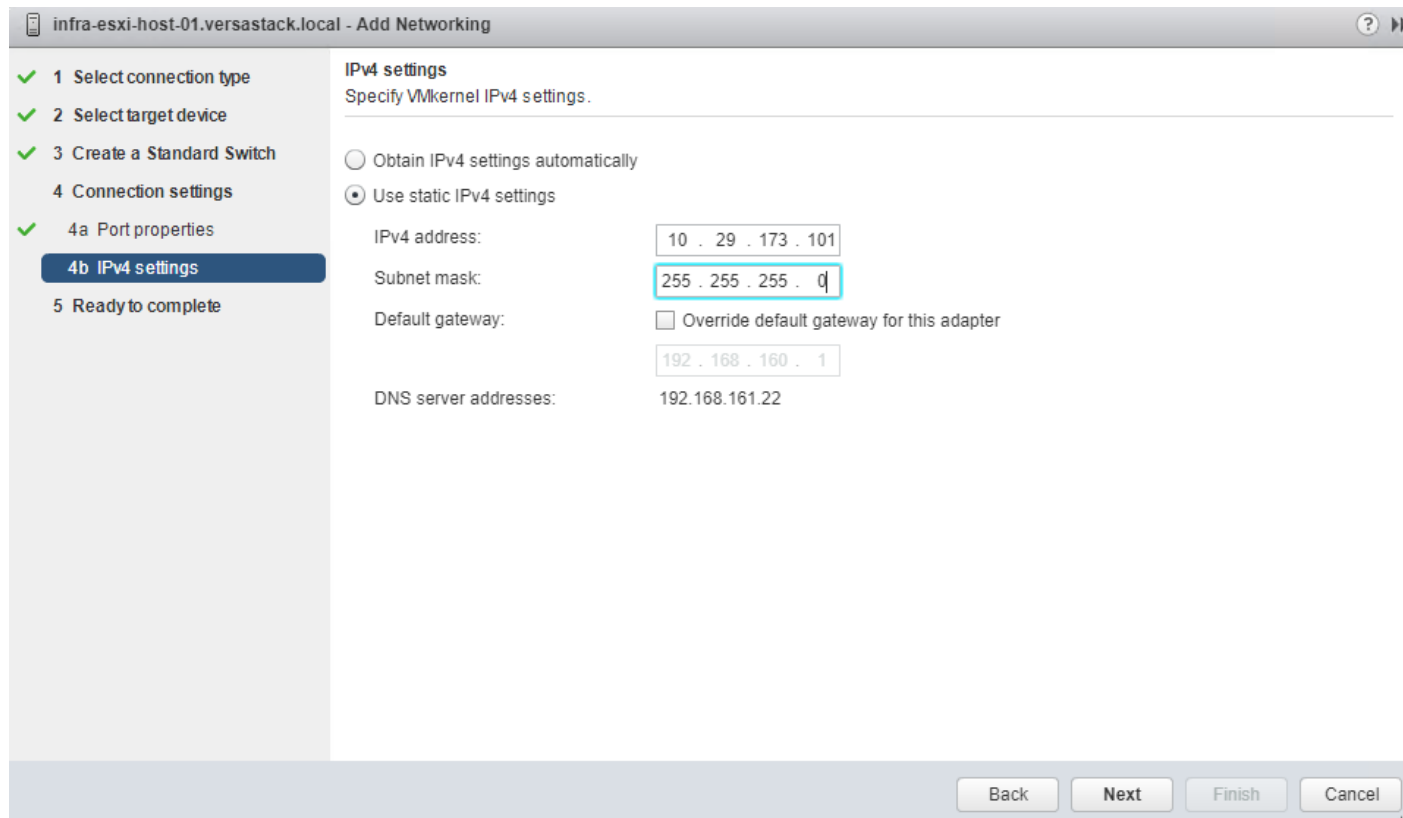 infra-esxi-host-01.versastack.local - Add Networking
?
1 Select connection type
2 Select target device
3 Create a Standard Switch
4 Connection settings
4a Port properties
4b IPv4 settings
5 Ready to complete
IPv4 settings
Specify VMkernel IPv4 settings.
Obtain IPv4 settings automatically
Use static IPv4 settings
IPv4 address: 10 . 29 . 173 . 101
Subnet mask: 255 . 255 . 255 . 0
Default gateway: Override default gateway for this adapter
192 . 168 . 160 . 1
DNS server addresses: 192.168.161.22
Back Next Finish Cancel